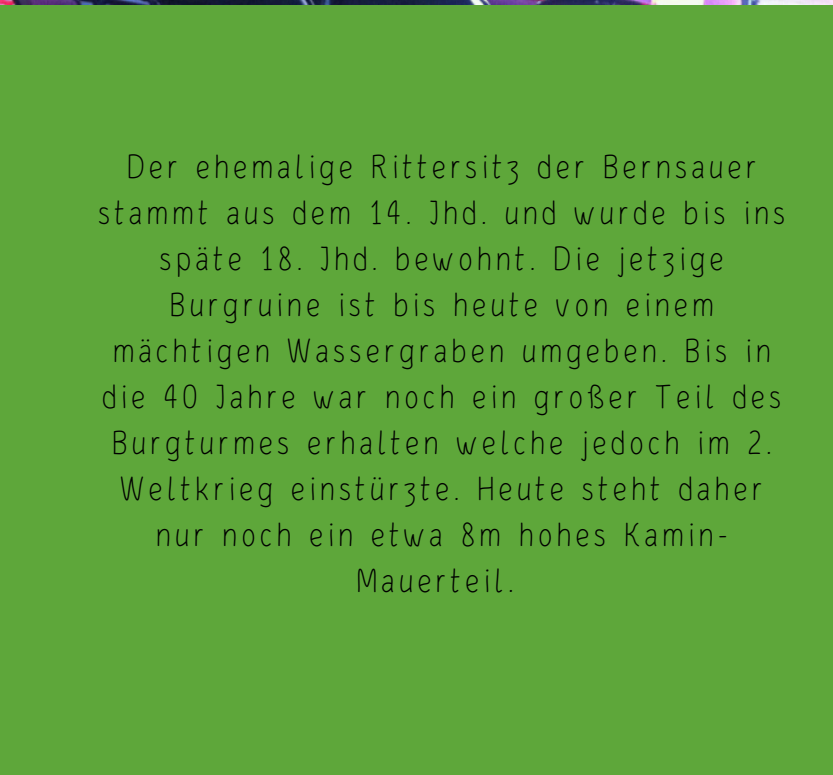 Der ehemalige Rittersitz der Bernsauer
stammt aus dem 14. Jhd. und wurde bis ins
späte 18. Jhd. bewohnt. Die jetzige
Burgruine ist bis heute von einem
mächtigen Wassergraben umgeben. Bis in
die 40 Jahre war noch ein großer Teil des
Burgturmes erhalten welche jedoch im 2.
Weltkrieg einstürzte. Heute steht daher
nur noch ein etwa 8m hohes Kamin-
Mauerteil.